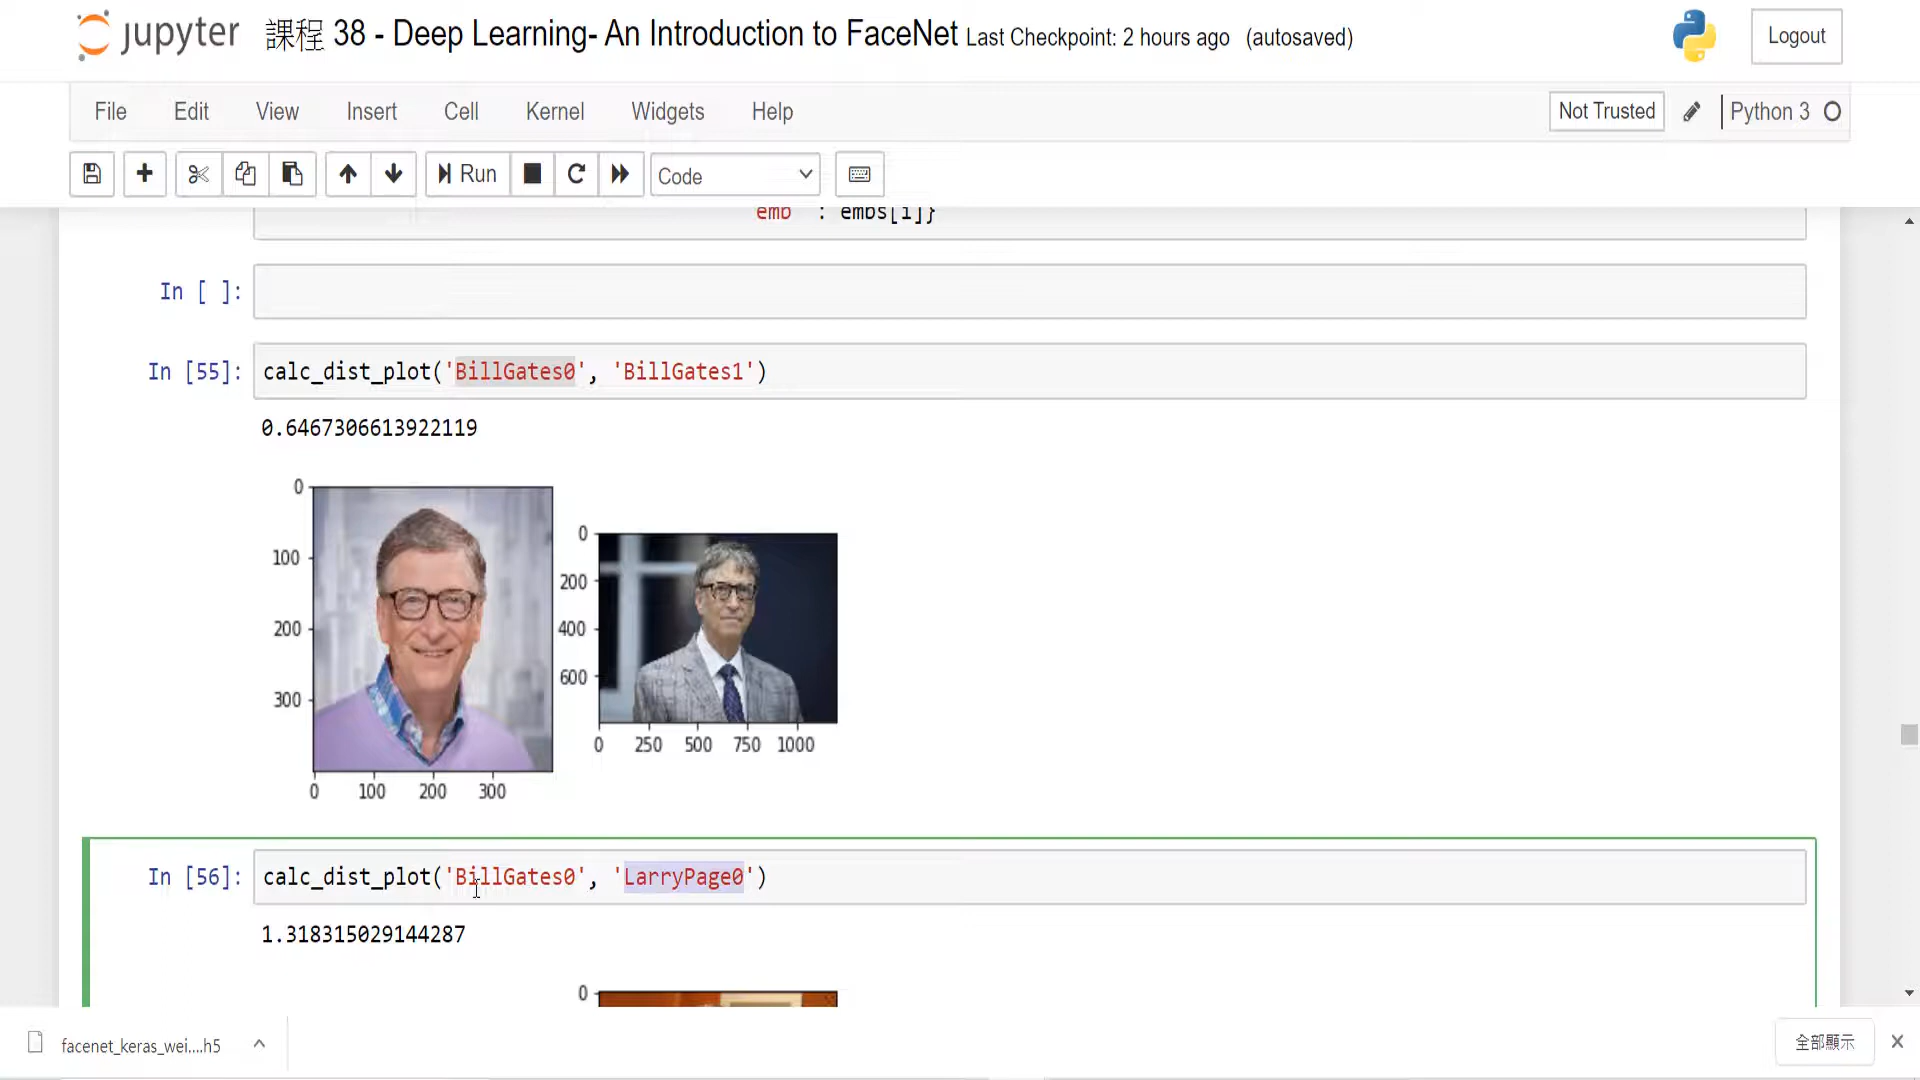 jupyter 課程 38 - Deep Learning- An Introduction to FaceNet Last Checkpoint: 2 hours ago (autosaved)
Logout
File Edit View Insert Cell Kernel Widgets Help
Not Trusted
Python 3
Run
Code
emb : embs[i]}
In [ ]:
In [55]: calc_dist_plot('BillGates0', 'BillGates1')
0.6467306613922119
0
100
200
300
0 100 200 300
0
200
400
600
0 250 500 750 1000
In [56]: calc_dist_plot('BillGates0', 'LarryPage0')
1.318315029144287
0
facenet_keras_wei....h5
全部顯示